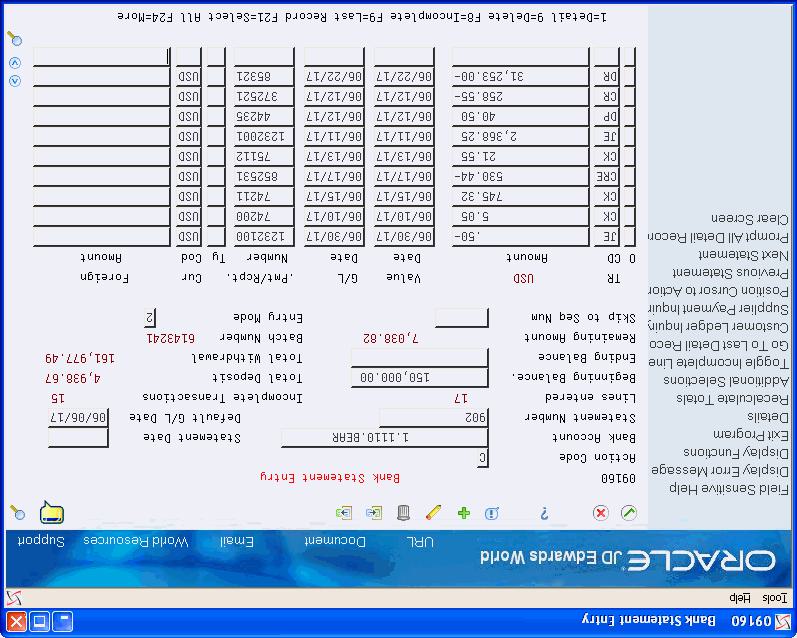 09160 Bank Statement Entry
Tools Help
ORACLE JD Edwards World
URL Document Email World Resources Support
Field Sensitive Help
Display Error Message
Display Functions
Exit Program
Details
Recalculate Totals
Additional Selections
Toggle Incomplete Line
Go To Last Detail Reco
Customer Ledger Inquiry
Supplier Payment Inquir
Position Cursor to Action
Previous Statement
Next Statement
Prompt All Detail Recor
Clear Screen
09160 Bank Statement Entry
Action Code C
Bank Account 1.1110.BEAR Statement Date
Statement Number 902 Default G/L Date 06/06/17
Lines entered 17 Incomplete Transactions 15
Beginning Balance. 150,000.00 Total Deposit 4,938.67
Ending Balance Total Withdrawal 161,977.49
Remaining Amount 7,038.82 Batch Number 6143241
Skip to Seq Num Entry Mode 2
TR USD Value G/L .Pmt/Rcpt. Cur Foreign
O CD Amount Date Date Number Ty Cod Amount
JE .50- 06/30/17 06/30/17 1232132 USD
CK 5.05 06/10/17 06/10/17 74200 USD
CK 745.32 06/15/17 06/15/17 74211 USD
CRE 530.44- 06/17/17 06/17/17 852531 USD
CK 21.55 06/13/17 06/13/17 75112 USD
JE 2,368.25 06/11/17 06/11/17 1232001 USD
DP 40.50 06/12/17 06/12/17 44235 USD
CR 258.55- 06/12/17 06/12/17 372521 USD
DR 31,253.00- 06/22/17 06/22/17 85321 USD
1=Detail 9=Delete F8=Incomplete F9=Last Record F21=Select All F24=More